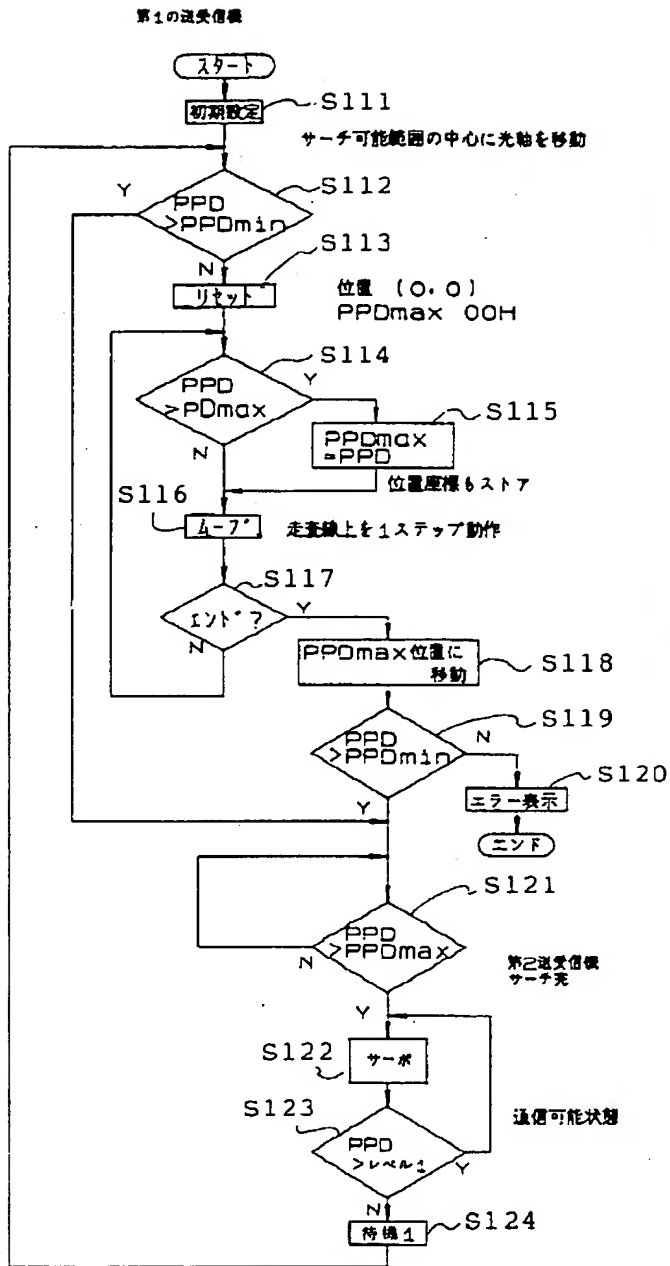 第1の送受信機
スタート
S111
初期設定
サーチ可能範囲の中心に光軸を移動
S112
Y
PPD
>PPDmin
N
S113
リセット
位置 (0,0)
PPDmax 00H
S114
PPD
>PDmax
Y
N
S115
PPDmax
=PPD
位置座標もストア
S116
ムーブ
走査線上を1ステップ動作
S117
エンド?
Y
N
PPDmax位置に
移動
S118
S119
PPD
>PPDmin
N
Y
S120
エラー表示
エンド
S121
PPD
>PPDmax
N
Y
第2送受信機
サーチ完
S122
サーボ
S123
PPD
>レベル1
Y
N
通信可能状態
待機1
S124